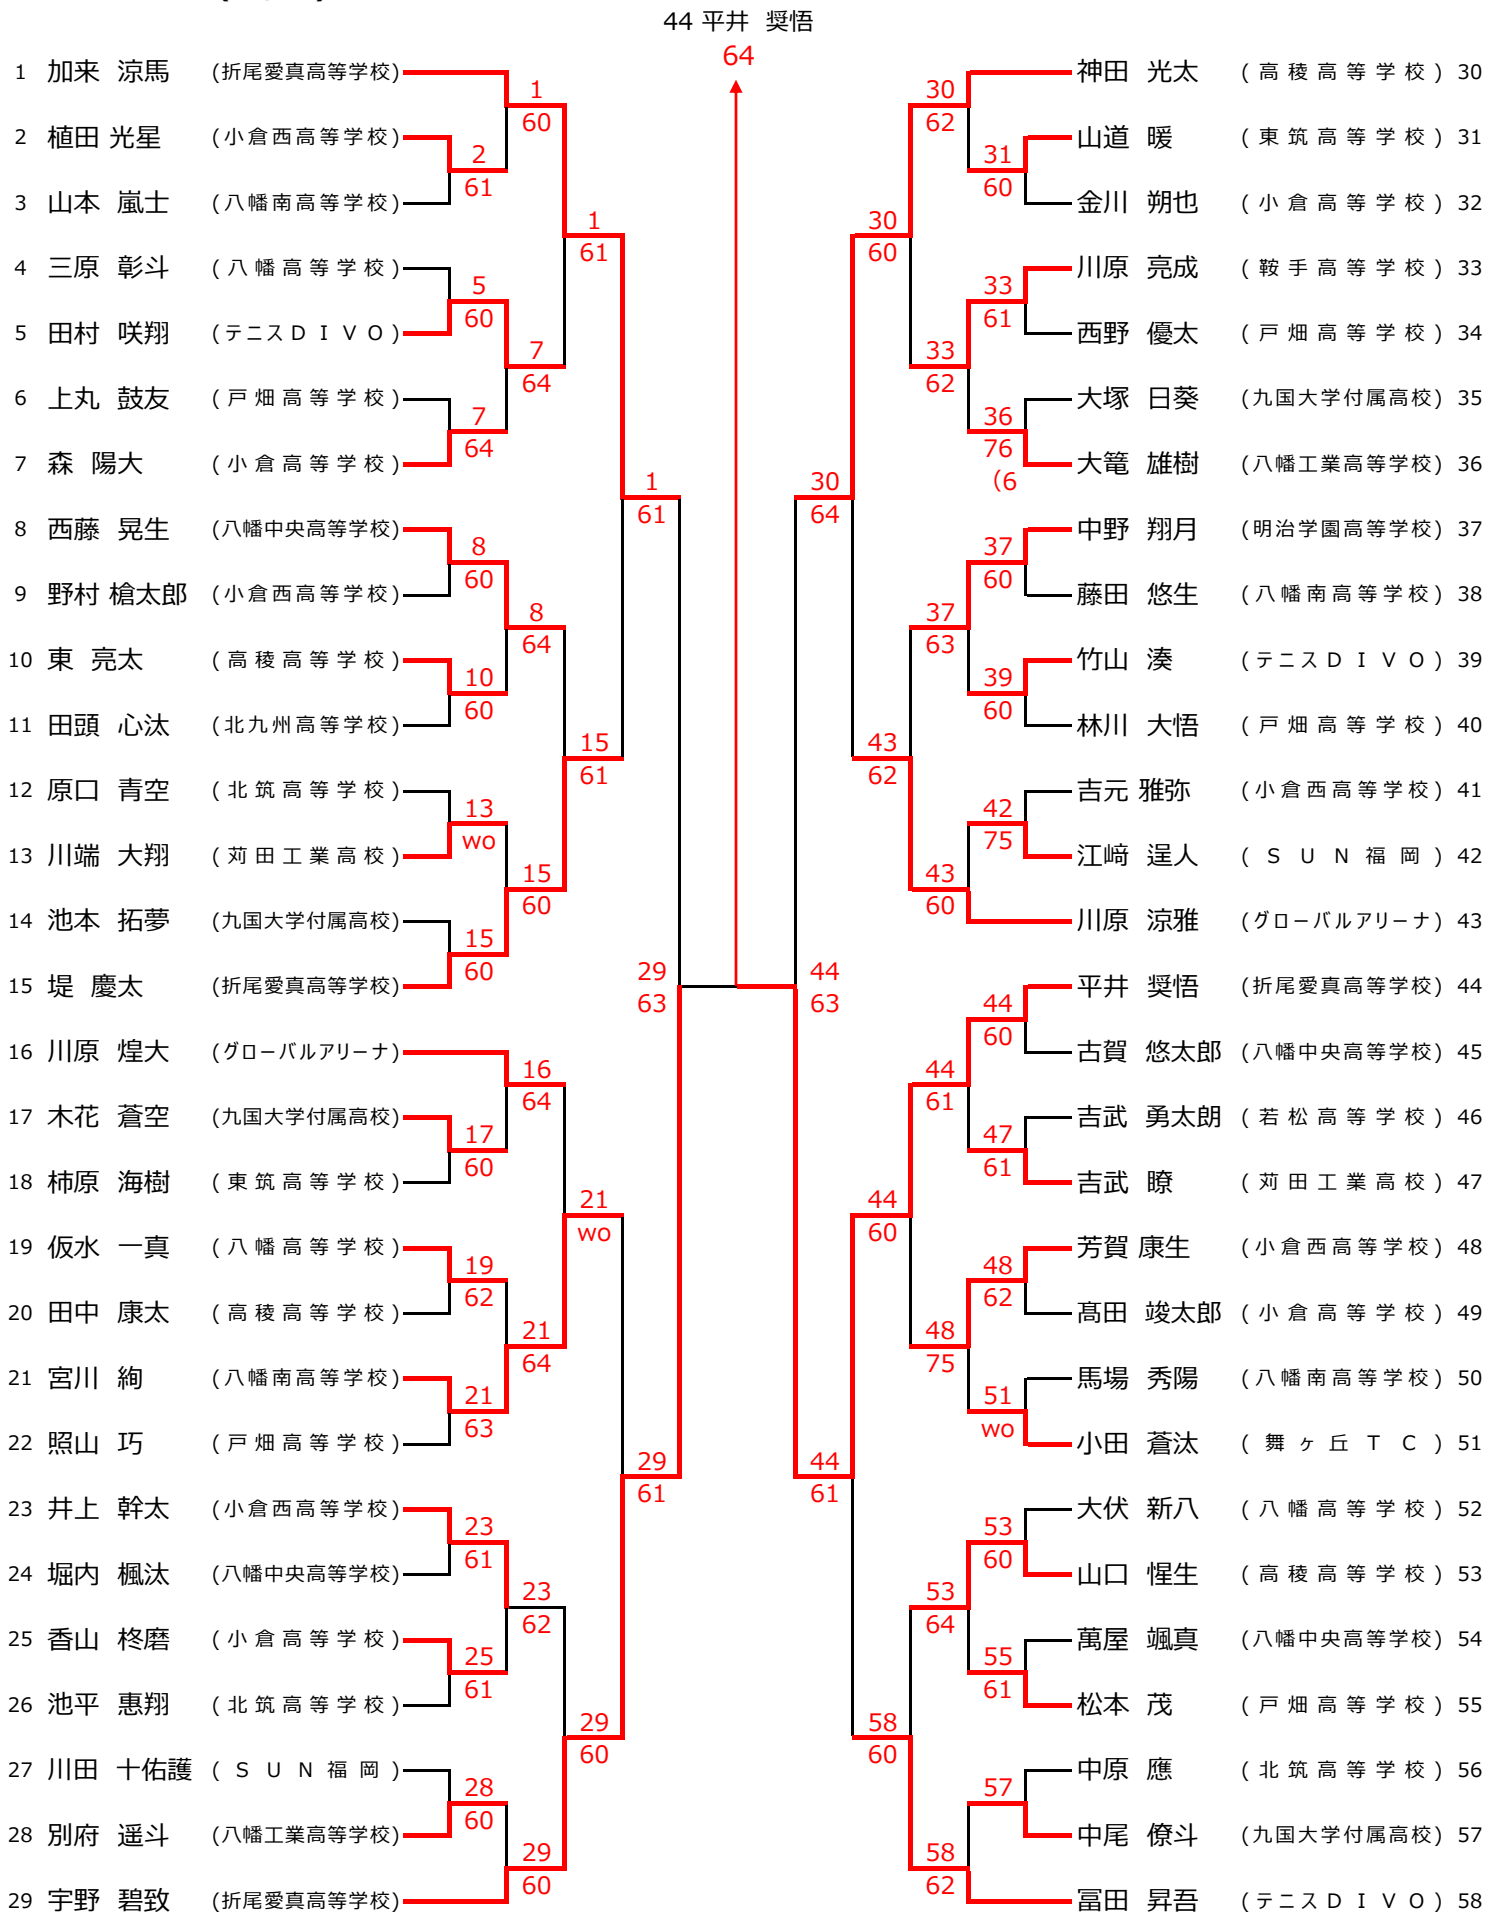 44 平井 奨悟
64
1 加来 涼馬 (折尾愛真高等学校)
2 植田 光星 (小倉西高等学校)
3 山本 嵐士 (八幡南高等学校)
4 三原 彰斗 (八幡高等学校)
5 田村 咲翔 (テニスDIVO)
6 上丸 鼓友 (戸畑高等学校)
7 森 陽大 (小倉高等学校)
8 西藤 晃生 (八幡中央高等学校)
9 野村 槍太郎 (小倉西高等学校)
10 東 亮太 (高稜高等学校)
11 田頭 心汰 (北九州高等学校)
12 原口 青空 (北筑高等学校)
13 川端 大翔 (苅田工業高校)
14 池本 拓夢 (九国大学付属高校)
15 堤 慶太 (折尾愛真高等学校)
16 川原 煌大 (グローバルアリーナ)
17 木花 蒼空 (九国大学付属高校)
18 柿原 海樹 (東筑高等学校)
19 仮水 一真 (八幡高等学校)
20 田中 康太 (高稜高等学校)
21 宮川 絢 (八幡南高等学校)
22 照山 巧 (戸畑高等学校)
23 井上 幹太 (小倉西高等学校)
24 堀内 楓汰 (八幡中央高等学校)
25 香山 柊磨 (小倉高等学校)
26 池平 惠翔 (北筑高等学校)
27 川田 十佑護 (SUN福岡)
28 別府 遥斗 (八幡工業高等学校)
29 宇野 碧致 (折尾愛真高等学校)
2
61
5
60
7
64
8
60
10
60
13
wo
15
60
17
60
19
62
21
63
23
61
25
61
28
60
1
60
7
64
8
64
15
60
16
64
21
64
23
62
29
60
1
61
15
61
21
wo
29
60
1
61
29
61
29
63
44
63
30
64
44
61
30
60
43
62
44
60
58
60
30
62
33
62
37
63
43
60
44
61
48
75
53
64
58
62
31
60
33
61
36
76
(6
37
60
39
60
42
75
44
60
47
61
48
62
51
wo
53
60
55
61
57
神田 光太 (高稜高等学校) 30
山道 暖 (東筑高等学校) 31
金川 朔也 (小倉高等学校) 32
川原 亮成 (鞍手高等学校) 33
西野 優太 (戸畑高等学校) 34
大塚 日葵 (九国大学付属高校) 35
大篭 雄樹 (八幡工業高等学校) 36
中野 翔月 (明治学園高等学校) 37
藤田 悠生 (八幡南高等学校) 38
竹山 湊 (テニスDIVO) 39
林川 大悟 (戸畑高等学校) 40
吉元 雅弥 (小倉西高等学校) 41
江﨑 逞人 (SUN福岡) 42
川原 涼雅 (グローバルアリーナ) 43
平井 奨悟 (折尾愛真高等学校) 44
古賀 悠太郎 (八幡中央高等学校) 45
吉武 勇太朗 (若松高等学校) 46
吉武 瞭 (苅田工業高校) 47
芳賀 康生 (小倉西高等学校) 48
髙田 竣太郎 (小倉高等学校) 49
馬場 秀陽 (八幡南高等学校) 50
小田 蒼汰 (舞ヶ丘TC) 51
大伏 新八 (八幡高等学校) 52
山口 惺生 (高稜高等学校) 53
萬屋 颯真 (八幡中央高等学校) 54
松本 茂 (戸畑高等学校) 55
中原 應 (北筑高等学校) 56
中尾 僚斗 (九国大学付属高校) 57
冨田 昇吾 (テニスDIVO) 58